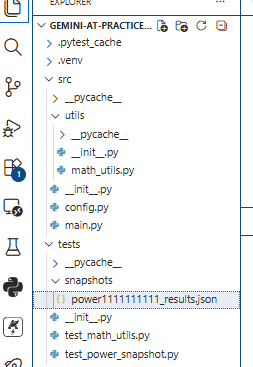 EXPLORER
GEMINI-AT-PRACTICE...
.pytest_cache
.venv
src
__pycache__
utils
__pycache__
__init__.py
math_utils.py
__init__.py
config.py
main.py
tests
__pycache__
snapshots
{} power1111111111_results.json
__init__.py
test_math_utils.py
test_power_snapshot.py
1